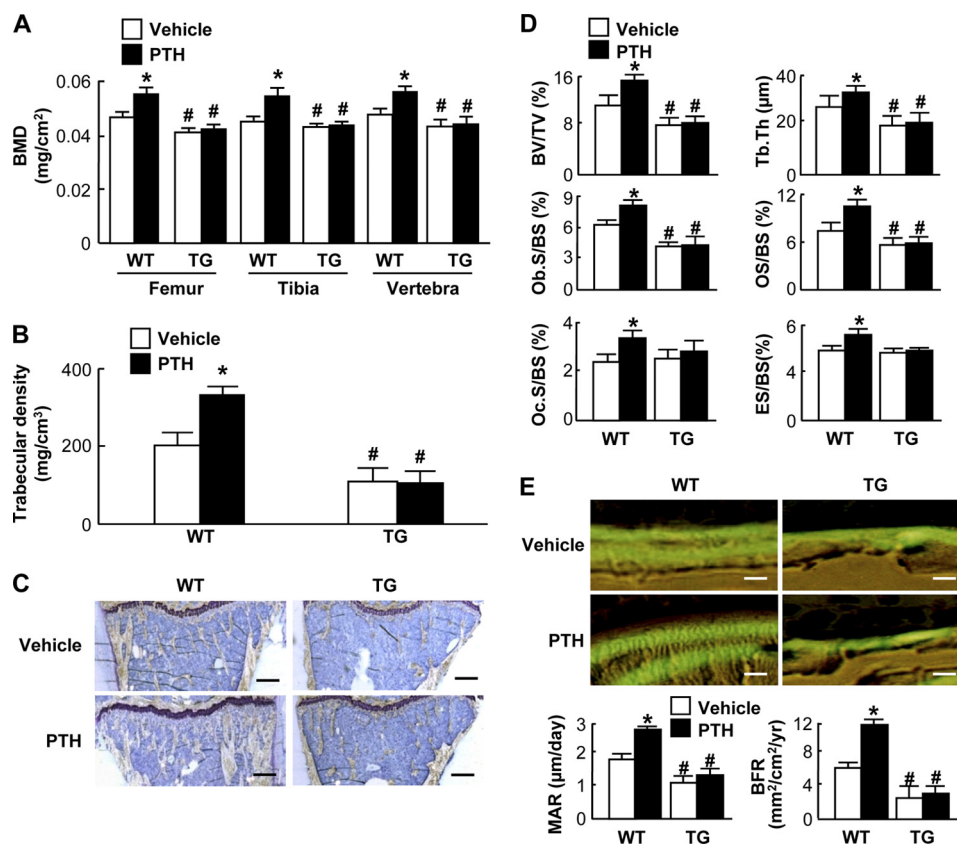 A
Vehicle
PTH
BMD
(mg/cm2)
0.06
0.04
0.02
0
*
# #
*
# #
*
# #
WT TG WT TG WT TG
Femur Tibia Vertebra
B
Vehicle
PTH
Trabecular density
(mg/cm3)
400
200
0
*
# #
WT TG
C
WT TG
Vehicle
PTH
D
Vehicle
PTH
BV/TV (%)
16
8
0
*
# #
Tb.Th (µm)
40
20
0
*
# #
Ob.S/BS (%)
9
6
3
0
*
# #
OS/BS (%)
12
6
0
*
# #
Oc.S/BS (%)
4
2
0
*
WT TG
ES/BS(%)
6
4
0
*
WT TG
E
WT TG
Vehicle
PTH
Vehicle
PTH
MAR (µm/day)
3
2
1
0
*
# #
WT TG
BFR
(mm2/cm2/yr)
12
8
4
0
*
# #
WT TG